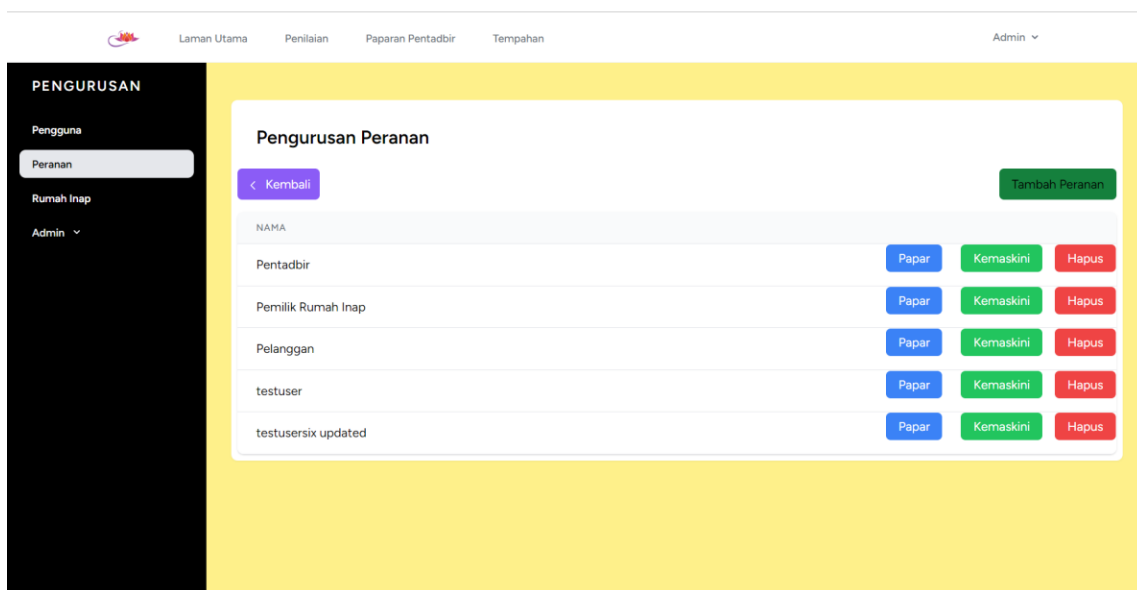 Laman Utama Penilaian Paparan Pentadbir Tempahan Admin
PENGURUSAN
Pengguna
Peranan
Rumah Inap
Admin
Pengurusan Peranan
Kembali Tambah Peranan
NAMA
Pentadbir Papar Kemaskini Hapus
Pemilik Rumah Inap Papar Kemaskini Hapus
Pelanggan Papar Kemaskini Hapus
testuser Papar Kemaskini Hapus
testusersix updated Papar Kemaskini Hapus